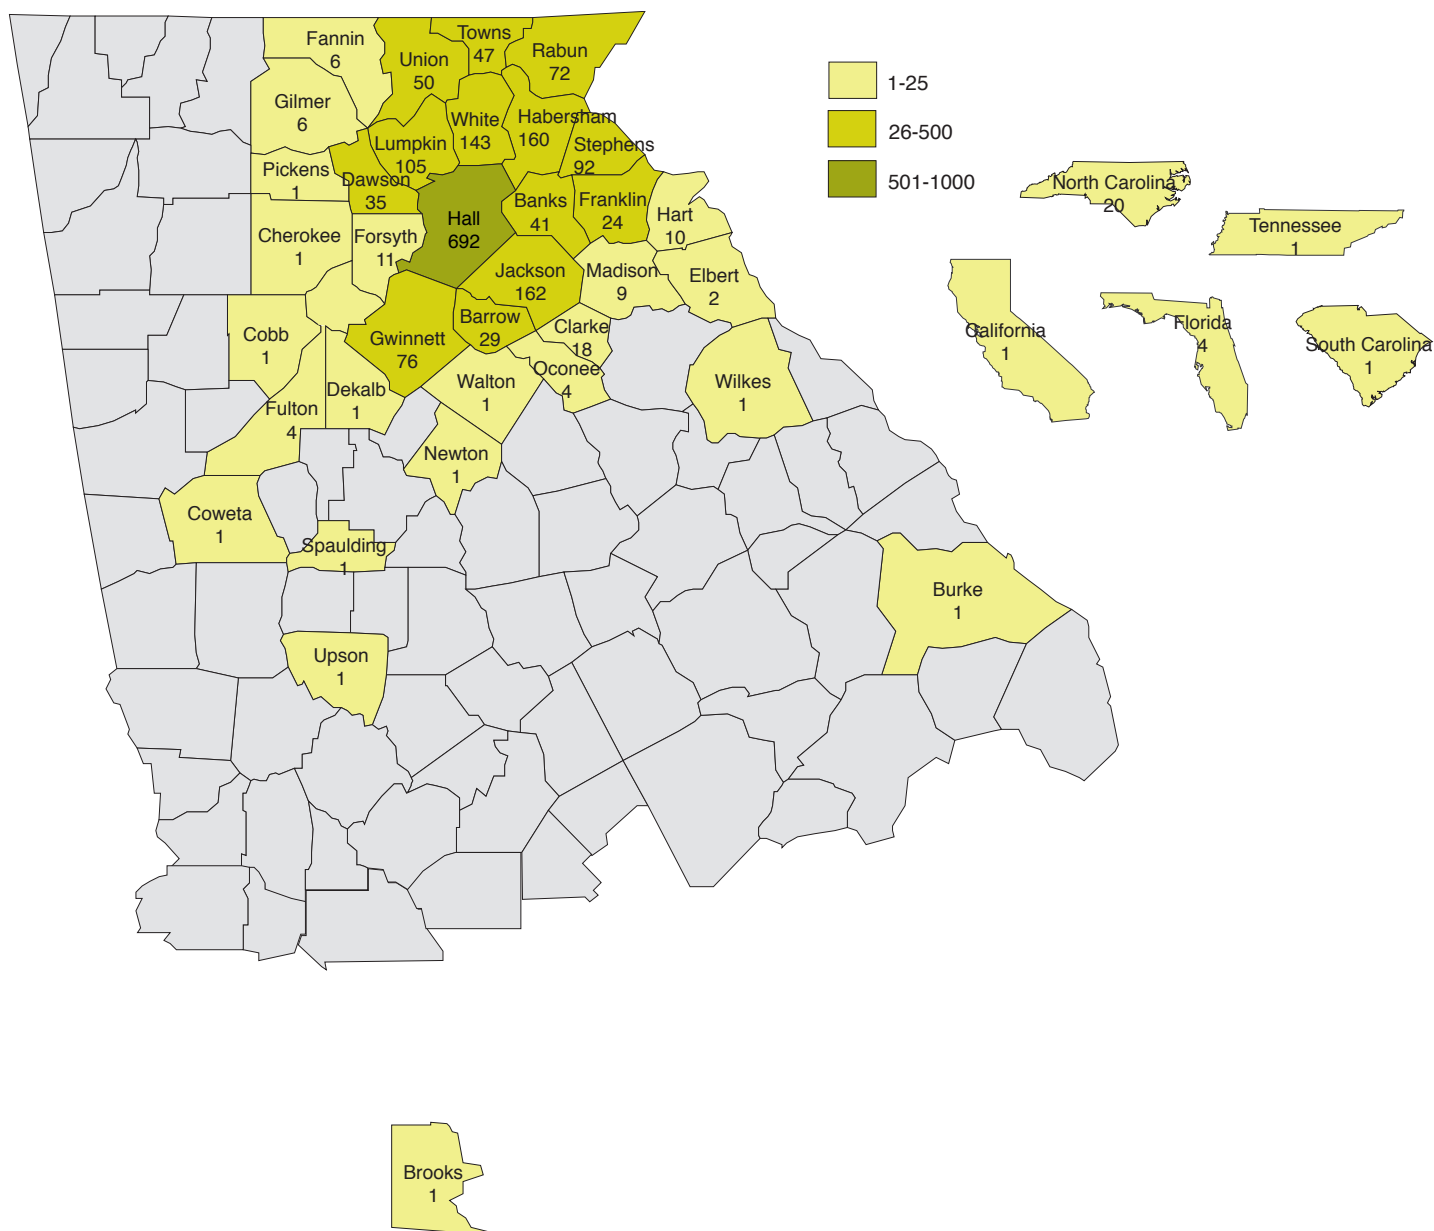 Fannin
6
Union
50
Towns
47
Rabun
72
Gilmer
6
Lumpkin
105
White
143
Habersham
160
Stephens
92
Pickens
1
Dawson
35
Hall
692
Banks
41
Franklin
24
Hart
10
Cherokee
1
Forsyth
11
Jackson
162
Madison
9
Elbert
2
Cobb
1
Gwinnett
76
Barrow
29
Clarke
18
Oconee
4
Walton
1
Wilkes
1
Dekalb
1
Fulton
4
Newton
1
Coweta
1
Spaulding
1
Burke
1
Upson
1
Brooks
1
1-25
26-500
501-1000
North Carolina
20
Tennessee
1
California
1
Florida
4
South Carolina
1